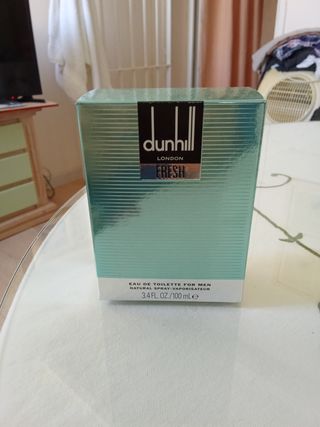 dunhill
LONDON
FRESH
EAU DE TOILETTE FOR MEN
NATURAL SPRAY-VAPORISATEUR
3.4 FL. OZ./100 mL ℮